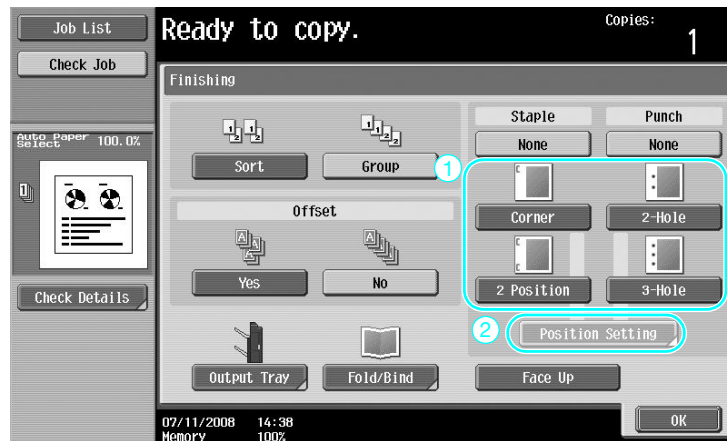 Job List
Ready to copy.
Copies:
1
Check Job
Finishing
Auto Paper Select 100.0%
Staple
Punch
None
None
Sort
Group
1
Corner
2-Hole
Offset
Yes
No
2 Position
3-Hole
Check Details
2
Position Setting
Output Tray
Fold/Bind
Face Up
07/11/2008 14:38
Memory 100%
OK